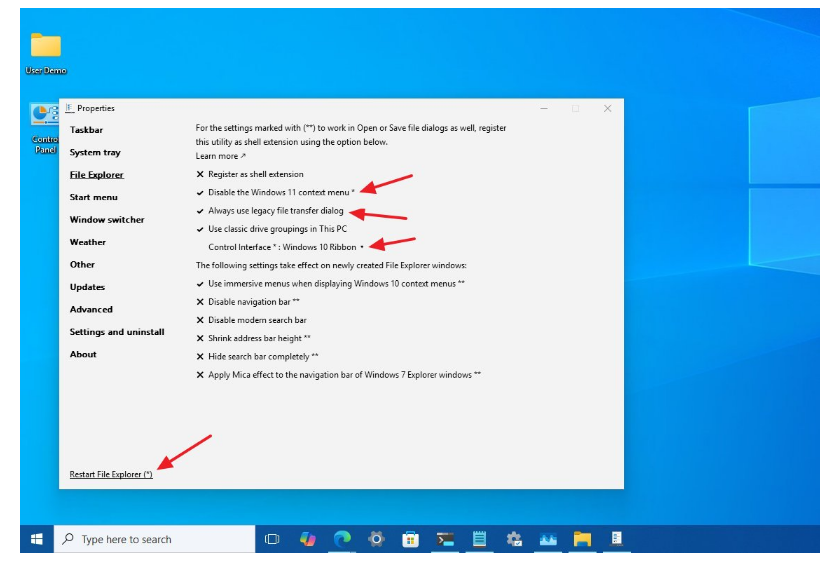 User Demo
Control
Panel
Properties
Taskbar
System tray
File Explorer
Start menu
Window switcher
Weather
Other
Updates
Advanced
Settings and uninstall
About
Restart File Explorer (*)
For the settings marked with (**) to work in Open or Save file dialogs as well, register
this utility as shell extension using the option below.
Learn more ↗
✕ Register as shell extension
✓ Disable the Windows 11 context menu *
✓ Always use legacy file transfer dialog
✓ Use classic drive groupings in This PC
Control Interface * : Windows 10 Ribbon •
The following settings take effect on newly created File Explorer windows:
✓ Use immersive menus when displaying Windows 10 context menus **
✕ Disable navigation bar **
✕ Disable modern search bar
✕ Shrink address bar height **
✕ Hide search bar completely **
✕ Apply Mica effect to the navigation bar of Windows 7 Explorer windows **
Type here to search